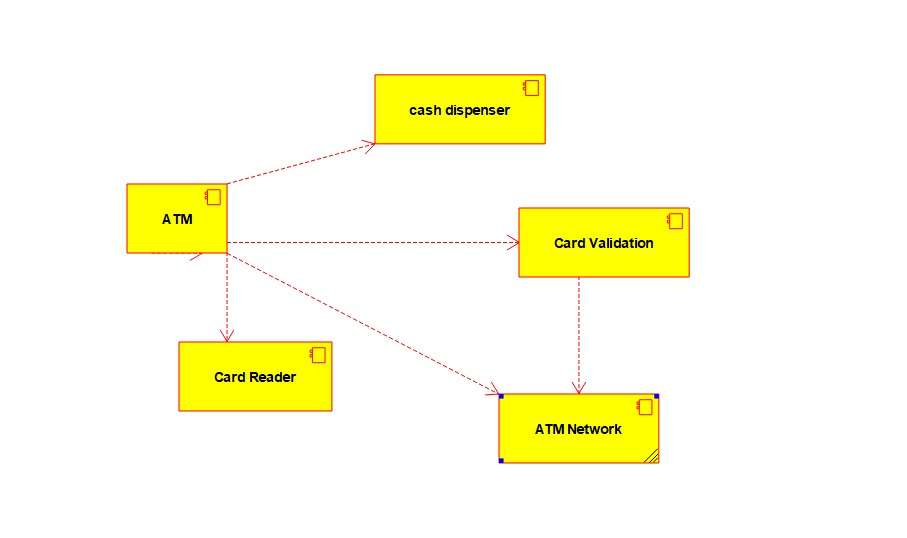 cash dispenser
ATM
Card Validation
Card Reader
ATM Network